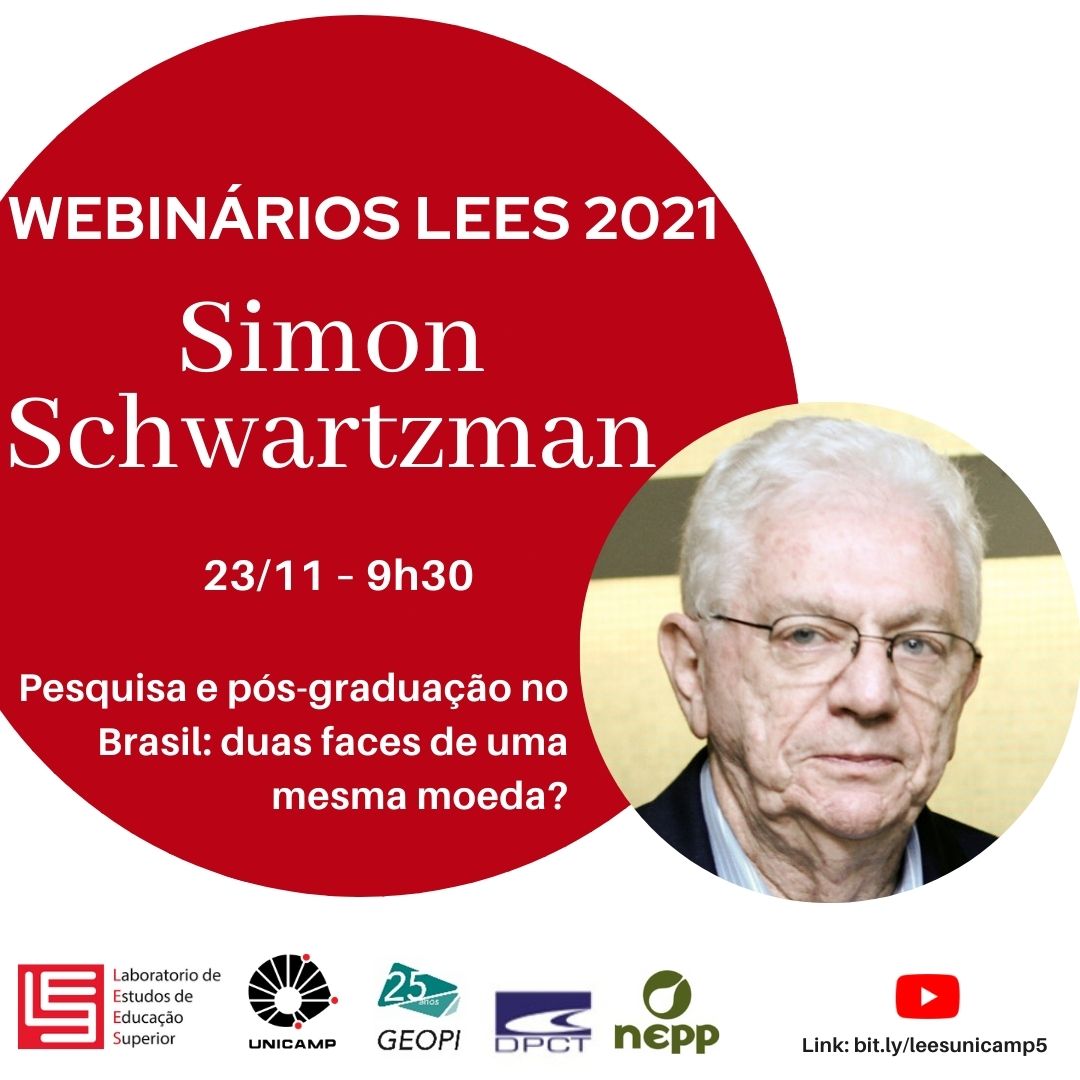 WEBINÁRIOS LEES 2021
Simon
Schwartzman
23/11 – 9h30
Pesquisa e pós-graduação no
Brasil: duas faces de uma
mesma moeda?
Laboratorio de
Estudos de
Educação
Superior
UNICAMP
25
anos
GEOPI
DPCT
nepp
Link: bit.ly/leesunicamp5